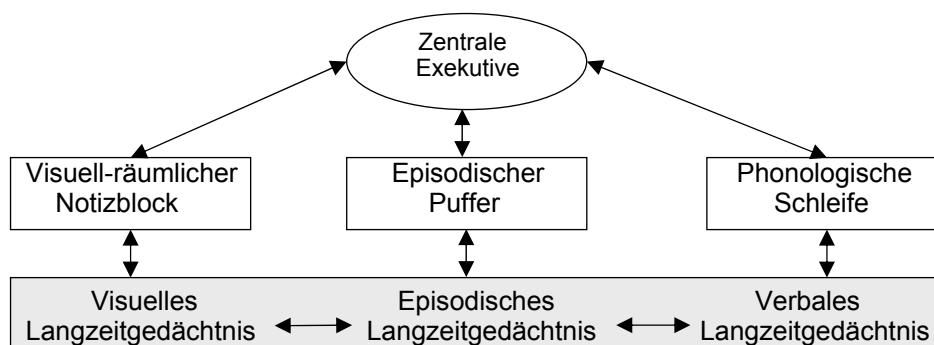 Zentrale
Exekutive
Visuell-räumlicher
Notizblock
Episodischer
Puffer
Phonologische
Schleife
Visuelles
Langzeitgedächtnis
Episodisches
Langzeitgedächtnis
Verbales
Langzeitgedächtnis